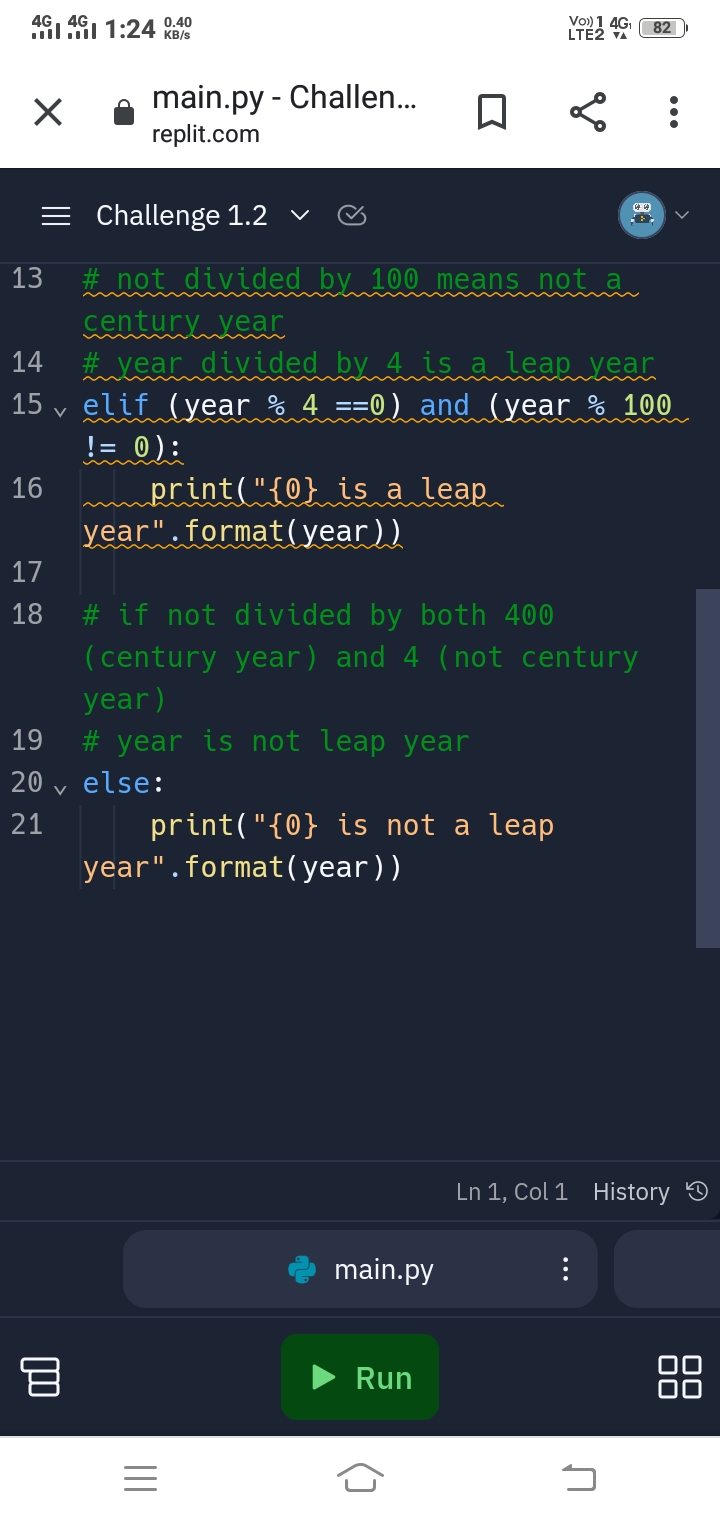 4G 4G 1:24 0.40 KB/s Vo)) 1 LTE2 4G 82
main.py - Challen...
replit.com
Challenge 1.2
13 # not divided by 100 means not a
century year
14 # year divided by 4 is a leap year
15 elif (year % 4 ==0) and (year % 100
!= 0):
16     print("{0} is a leap
year".format(year))
17
18 # if not divided by both 400
(century year) and 4 (not century
year)
19 # year is not leap year
20 else:
21     print("{0} is not a leap
year".format(year))
Ln 1, Col 1 History
main.py
Run